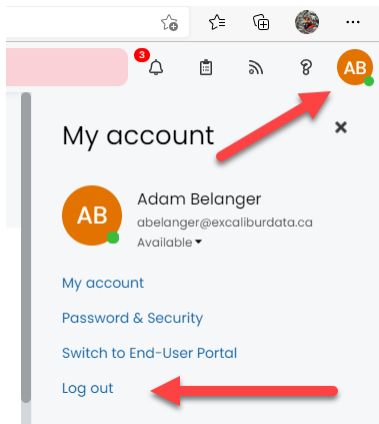 3
AB
My account
AB
Adam Belanger
abelanger@excaliburdata.ca
Available
My account
Password & Security
Switch to End-User Portal
Log out